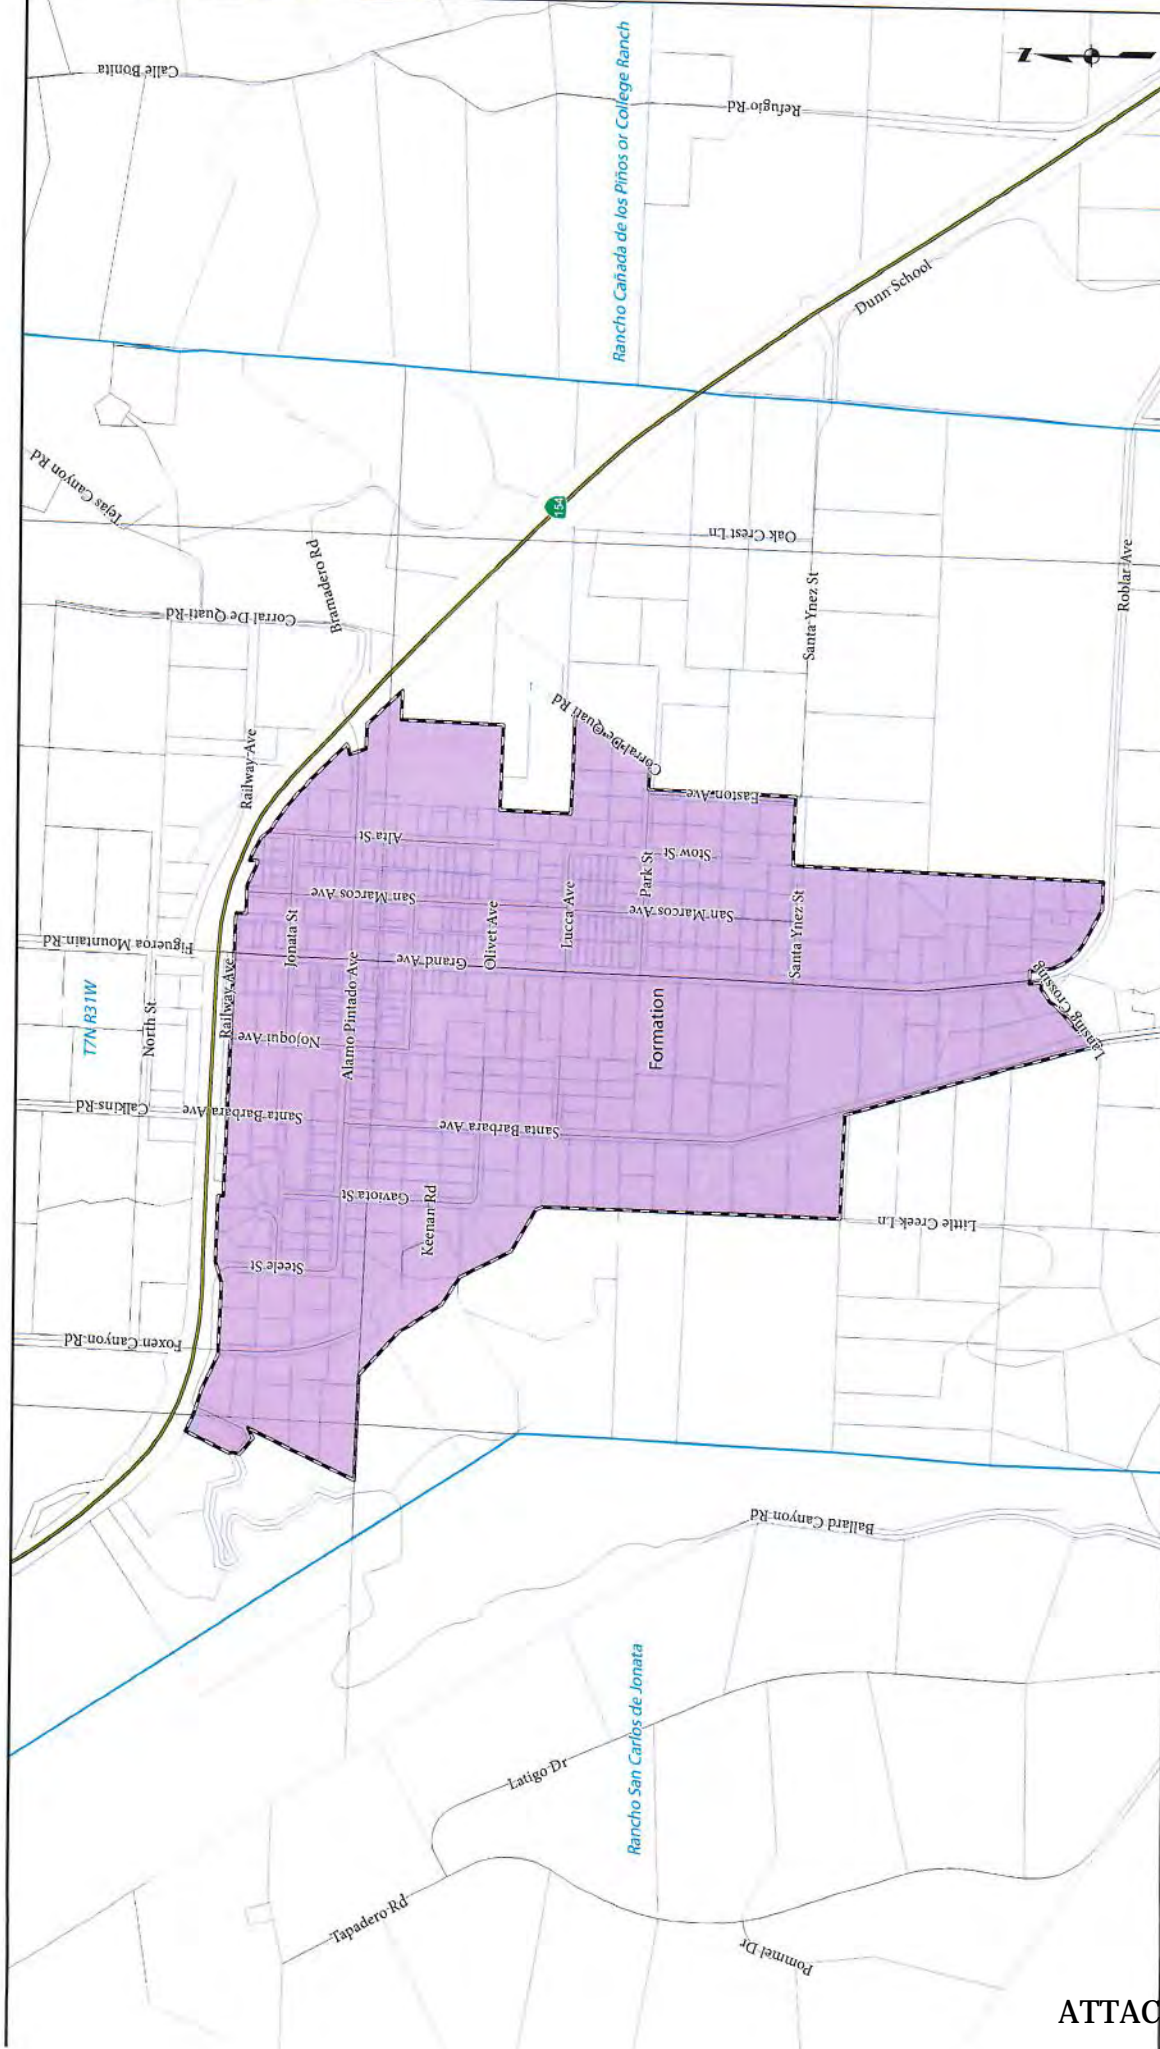 Calle Bonita
Refugio Rd
Rancho Cañada de los Piños or College Ranch
Dunn School
Tejas Canyon Rd
154
Oak Crest Ln
Bramadero Rd
Corral De Quati Rd
Santa Ynez St
Roblar Ave
Railway Ave
Corral De Quati Rd
Easton Ave
Alta St
Stow St
San Marcos Ave
Park St
Lucca Ave
San Marcos Ave
Santa Ynez St
Olivet Ave
Jonata St
Figueroa Mountain Rd
Grand Ave
Railway Ave
Alamo Pintado Ave
Lansing Crossing
T7N R31W
North St
Nojoqui Ave
Formation
Calkins Rd
Santa Barbara Ave
Santa Barbara Ave
Gaviota St
Keenan Rd
Little Creek Ln
Steele St
Foxen Canyon Rd
Ballard Canyon Rd
Rancho San Carlos de Jonata
Latigo Dr
Tapadero Rd
Pommel Dr
N
ATTAC